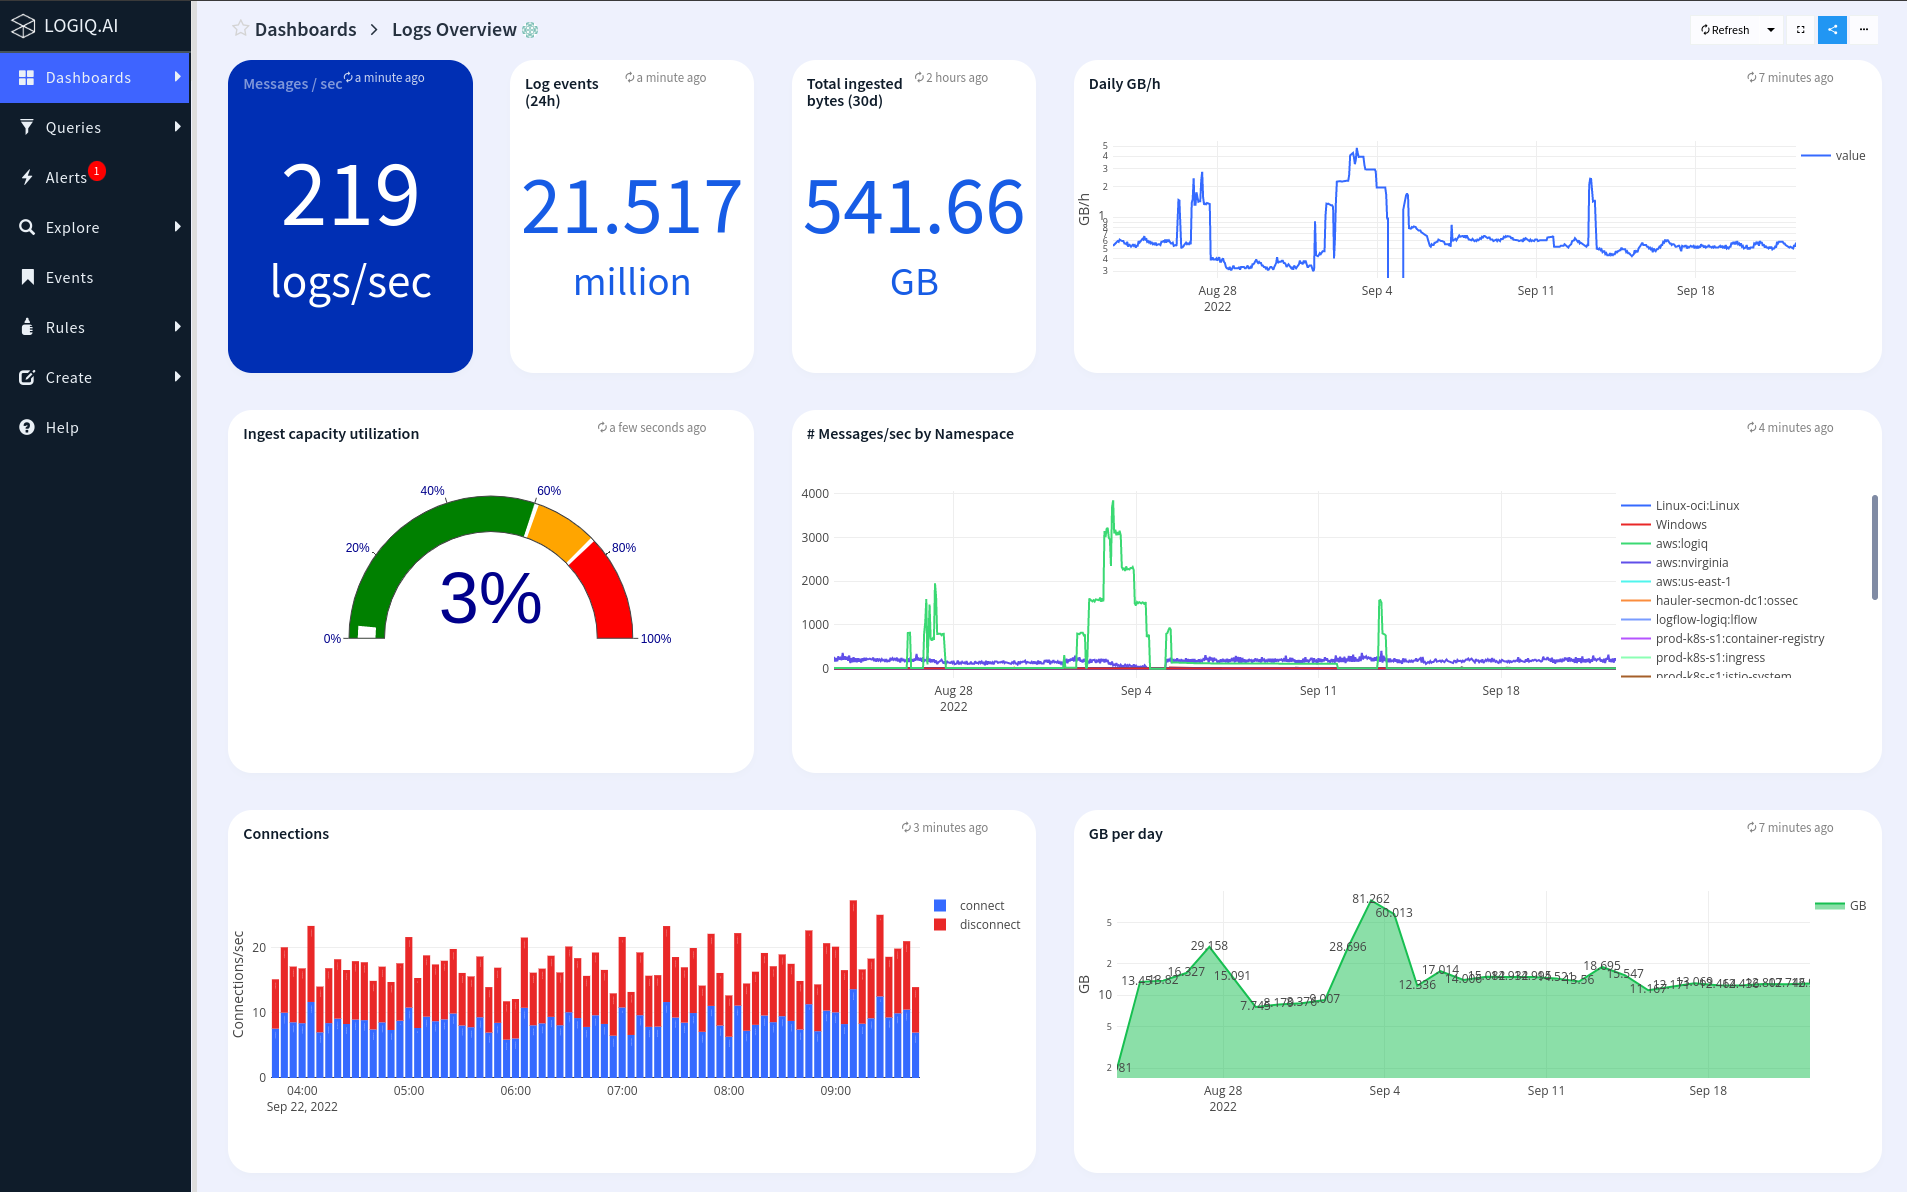 LOGIQ.AI
Dashboards
Queries
Alerts 1
Explore
Events
Rules
Create
Help
Dashboards > Logs Overview
Refresh
Messages / sec
a minute ago
219
logs/sec
Log events
(24h)
a minute ago
21.517
million
Total ingested
bytes (30d)
2 hours ago
541.66
GB
Daily GB/h
7 minutes ago
GB/h
5
4
3
2
1
9
8
7
6
5
4
3
Aug 28
2022
Sep 4
Sep 11
Sep 18
value
Ingest capacity utilization
a few seconds ago
0%
20%
40%
60%
80%
100%
3%
# Messages/sec by Namespace
4 minutes ago
4000
3000
2000
1000
0
Aug 28
2022
Sep 4
Sep 11
Sep 18
Linux-oci:Linux
Windows
aws:logiq
aws:nvirginia
aws:us-east-1
hauler-secmon-dc1:ossec
logflow-logiq:lflow
prod-k8s-s1:container-registry
prod-k8s-s1:ingress
prod-k8s-s1:istio-system
Connections
3 minutes ago
Connections/sec
20
10
0
04:00
Sep 22, 2022
05:00
06:00
07:00
08:00
09:00
connect
disconnect
GB per day
7 minutes ago
GB
5
2
10
5
2
81
16.327
29.158
15.091
7.745
8.178
9.007
28.696
81.262
60.013
12.336
17.014
14.006
18.695
15.547
11.167
Aug 28
2022
Sep 4
Sep 11
Sep 18
GB